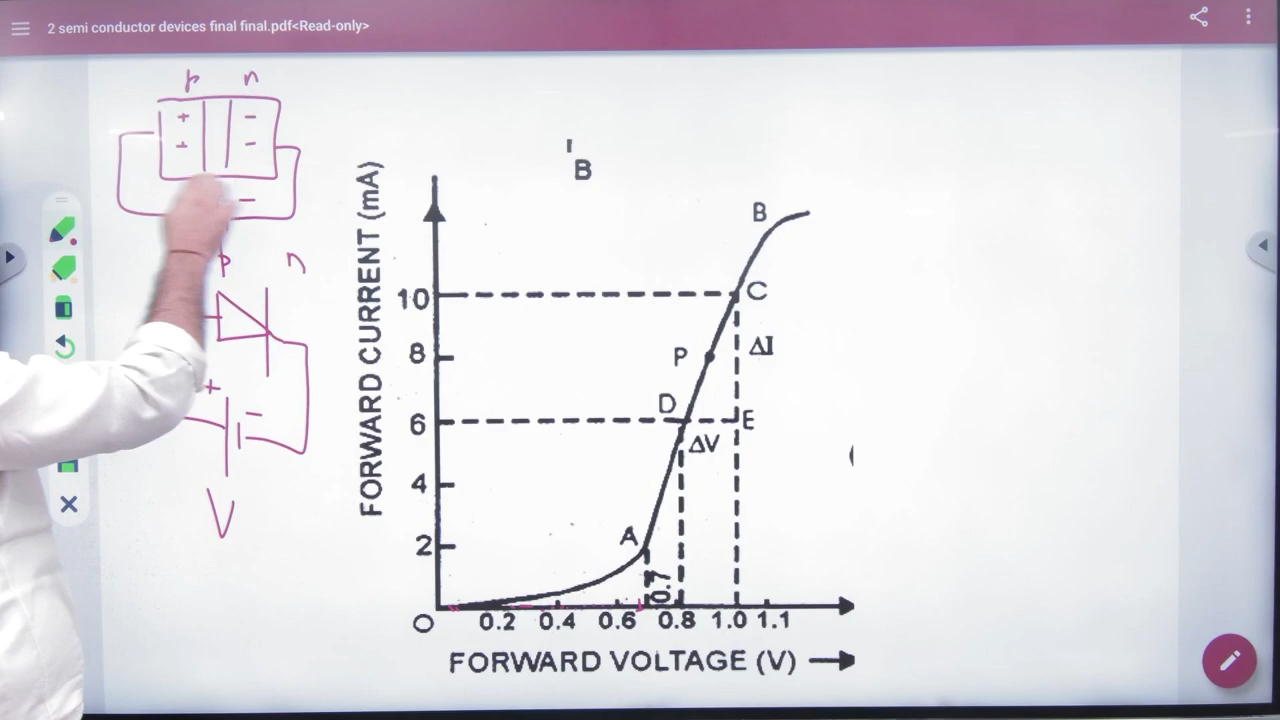 2 semi conductor devices final final.pdf<Read-only>
p n
+ -
+ -
-
p n
+ -
V
I
B
FORWARD CURRENT (mA)
10
8
6
4
2
O
B
C
P
ΔI
D
E
ΔV
A
0.7
0.2 0.4 0.6 0.8 1.0 1.1
FORWARD VOLTAGE (V)